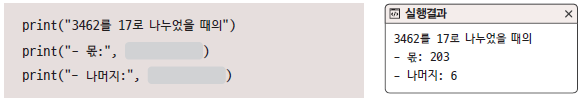 print("3462를 17로 나누었을 때의")
print("- 몫:", )
print("- 나머지:", )
실행결과
3462를 17로 나누었을 때의
- 몫: 203
- 나머지: 6